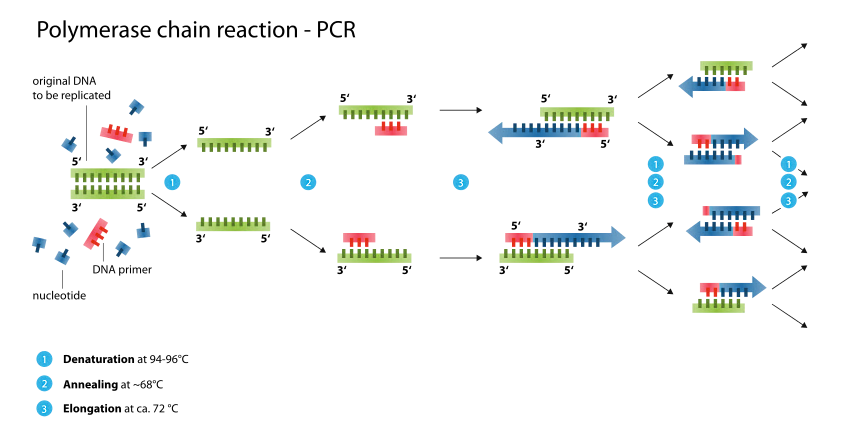 Polymerase chain reaction - PCR
original DNA
to be replicated
5‘ 3‘
3‘ 5‘
DNA primer
nucleotide
1
5‘ 3‘
3‘ 5‘
2
5‘ 3‘
3‘ 5‘
3
5‘ 3‘
3‘ 5‘
5‘ 3‘
3‘ 5‘
1
2
3
1
2
3
1 Denaturation at 94-96°C
2 Annealing at ~68°C
3 Elongation at ca. 72 °C